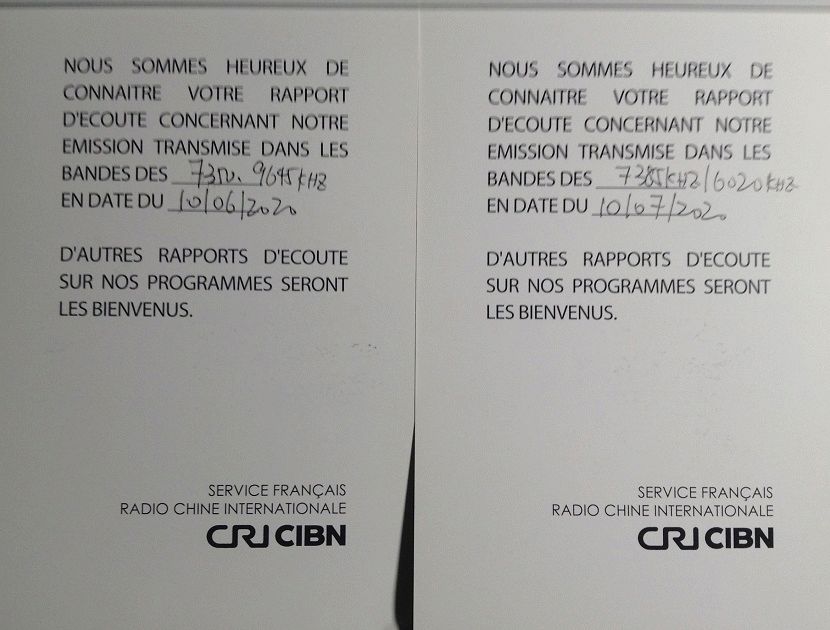 NOUS SOMMES HEUREUX DE
CONNAITRE VOTRE RAPPORT
D'ECOUTE CONCERNANT NOTRE
EMISSION TRANSMISE DANS LES
BANDES DES 7350. 9645KHZ
EN DATE DU 10/06/2020
D'AUTRES RAPPORTS D'ECOUTE
SUR NOS PROGRAMMES SERONT
LES BIENVENUS.
SERVICE FRANÇAIS
RADIO CHINE INTERNATIONALE
CRI CIBN
NOUS SOMMES HEUREUX DE
CONNAITRE VOTRE RAPPORT
D'ECOUTE CONCERNANT NOTRE
EMISSION TRANSMISE DANS LES
BANDES DES 7385KHZ/6020KHZ
EN DATE DU 10/07/2020
D'AUTRES RAPPORTS D'ECOUTE
SUR NOS PROGRAMMES SERONT
LES BIENVENUS.
SERVICE FRANÇAIS
RADIO CHINE INTERNATIONALE
CRI CIBN